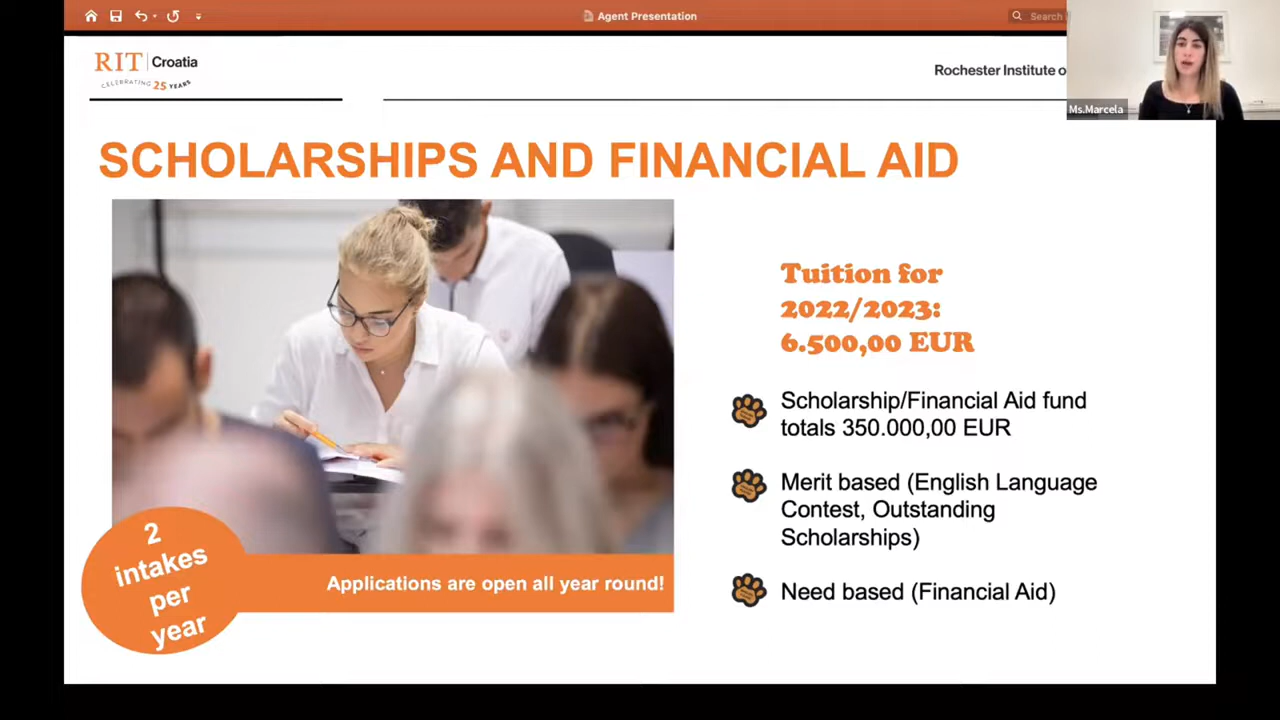 Agent Presentation
Search
RIT | Croatia
CELEBRATING 25 YEARS
Rochester Institute o
Ms.Marcela
SCHOLARSHIPS AND FINANCIAL AID
Tuition for
2022/2023:
6.500,00 EUR
Scholarship/Financial Aid fund
totals 350.000,00 EUR
Merit based (English Language
Contest, Outstanding
Scholarships)
Need based (Financial Aid)
2
intakes
per
year
Applications are open all year round!